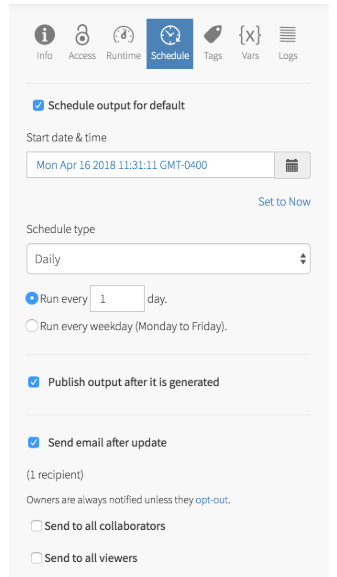 Info Access Runtime Schedule Tags {x} Vars Logs
Schedule output for default
Start date & time
Mon Apr 16 2018 11:31:11 GMT-0400
Set to Now
Schedule type
Daily
Run every 1 day.
Run every weekday (Monday to Friday).
Publish output after it is generated
Send email after update
(1 recipient)
Owners are always notified unless they opt-out.
Send to all collaborators
Send to all viewers